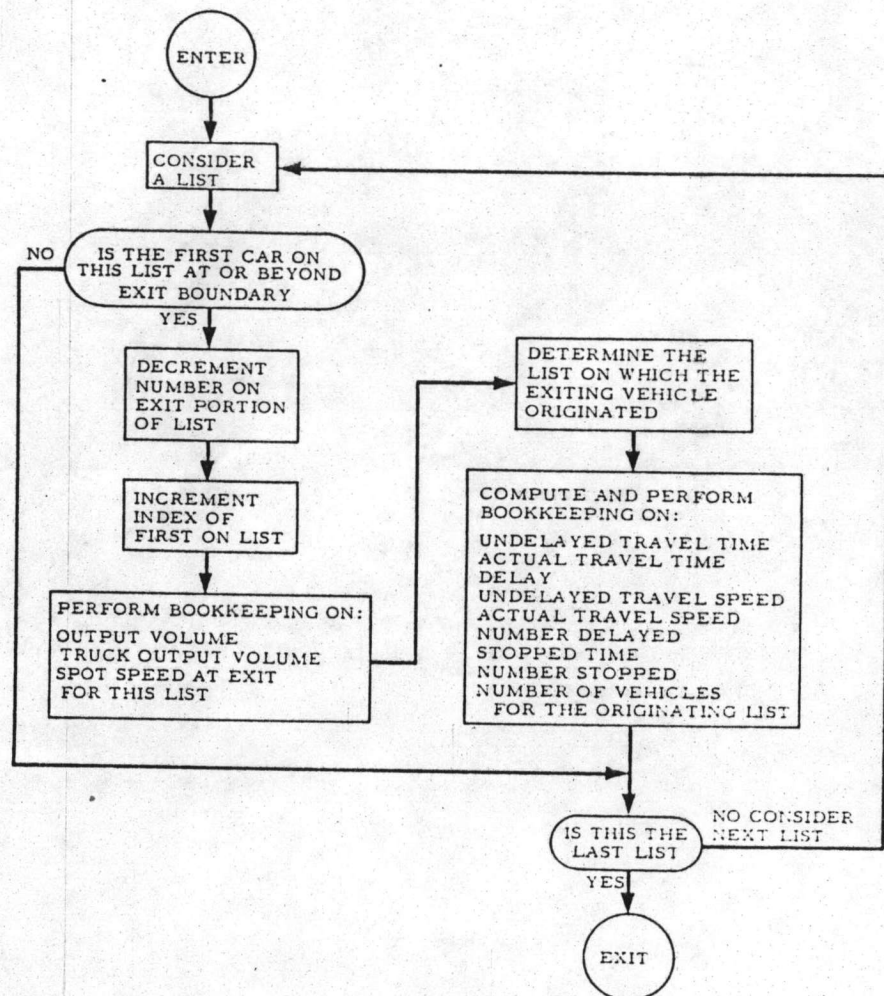 ENTER
CONSIDER
A LIST
NO
IS THE FIRST CAR ON
THIS LIST AT OR BEYOND
EXIT BOUNDARY
YES
DECREMENT
NUMBER ON
EXIT PORTION
OF LIST
INCREMENT
INDEX OF
FIRST ON LIST
PERFORM BOOKKEEPING ON:
OUTPUT VOLUME
TRUCK OUTPUT VOLUME
SPOT SPEED AT EXIT
FOR THIS LIST
DETERMINE THE
LIST ON WHICH THE
EXITING VEHICLE
ORIGINATED
COMPUTE AND PERFORM
BOOKKEEPING ON:
UNDELAYED TRAVEL TIME
ACTUAL TRAVEL TIME
DELAY
UNDELAYED TRAVEL SPEED
ACTUAL TRAVEL SPEED
NUMBER DELAYED
STOPPED TIME
NUMBER STOPPED
NUMBER OF VEHICLES
FOR THE ORIGINATING LIST
IS THIS THE
LAST LIST
NO CONSIDER
NEXT LIST
YES
EXIT